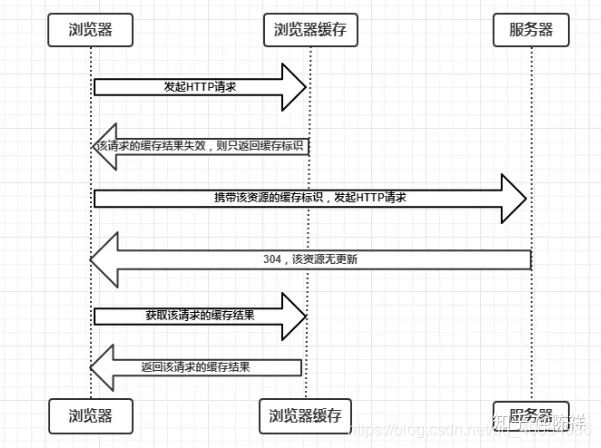 浏览器
浏览器缓存
服务器
发起HTTP请求
该请求的缓存结果失效，则只返回缓存标识
携带该资源的缓存标识，发起HTTP请求
304，该资源无更新
获取该请求的缓存结果
返回该请求的缓存结果
浏览器
浏览器缓存
服务器
https://blog.csdn.net/